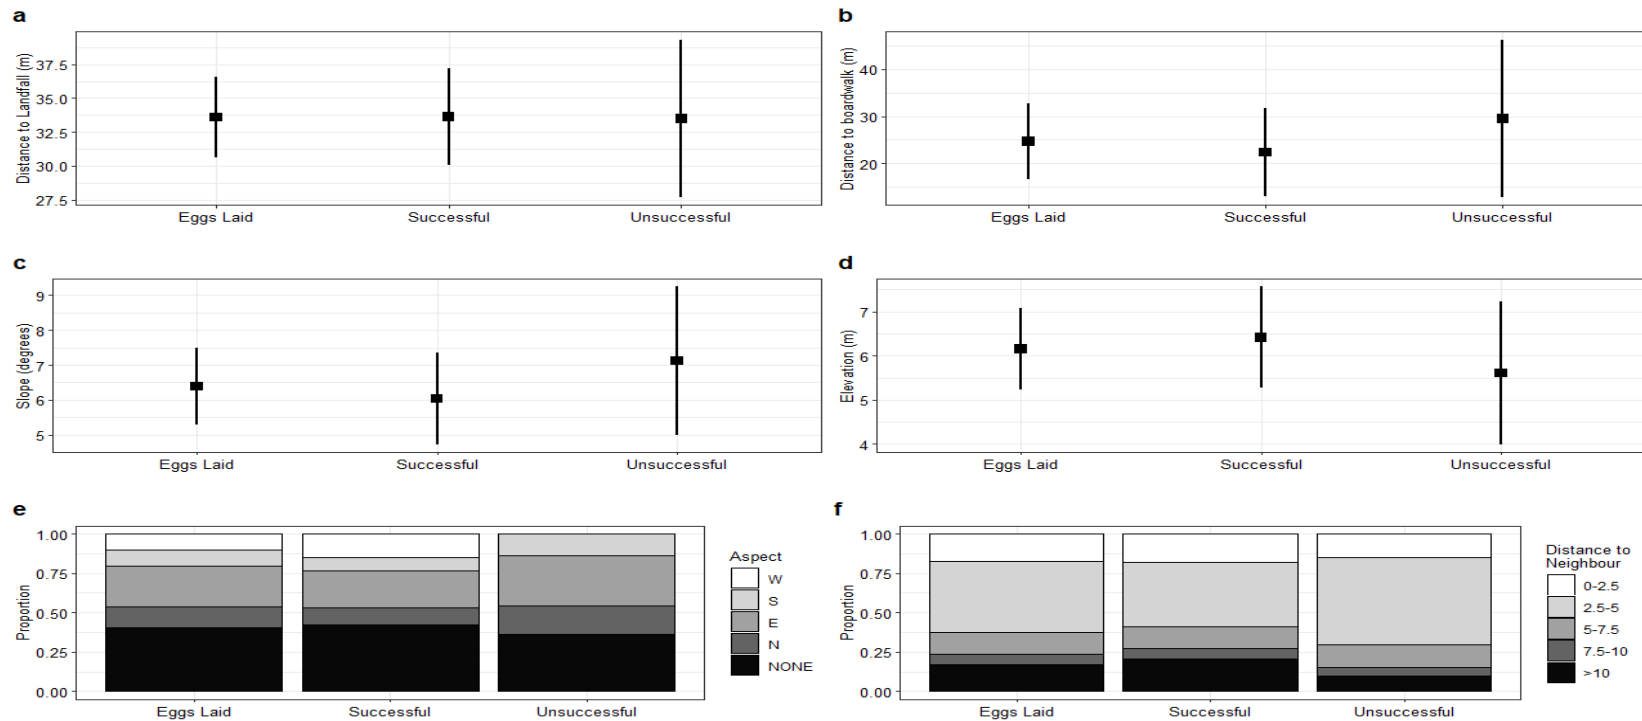 a
Distance to Landfall (m)
37.5
35.0
32.5
30.0
27.5
Eggs Laid
Successful
Unsuccessful
b
Distance to boardwalk (m)
40
30
20
Eggs Laid
Successful
Unsuccessful
c
Slope (degrees)
9
8
7
6
5
Eggs Laid
Successful
Unsuccessful
d
Elevation (m)
7
6
5
4
Eggs Laid
Successful
Unsuccessful
e
Proportion
1.00
0.75
0.50
0.25
0.00
Eggs Laid
Successful
Unsuccessful
Aspect
W
S
E
N
NONE
f
Proportion
1.00
0.75
0.50
0.25
0.00
Eggs Laid
Successful
Unsuccessful
Distance to
Neighbour
0-2.5
2.5-5
5-7.5
7.5-10
>10